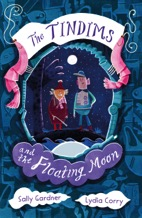 The TINDIMS
and the Floating Moon
Sally Gardner
Lydia Corry